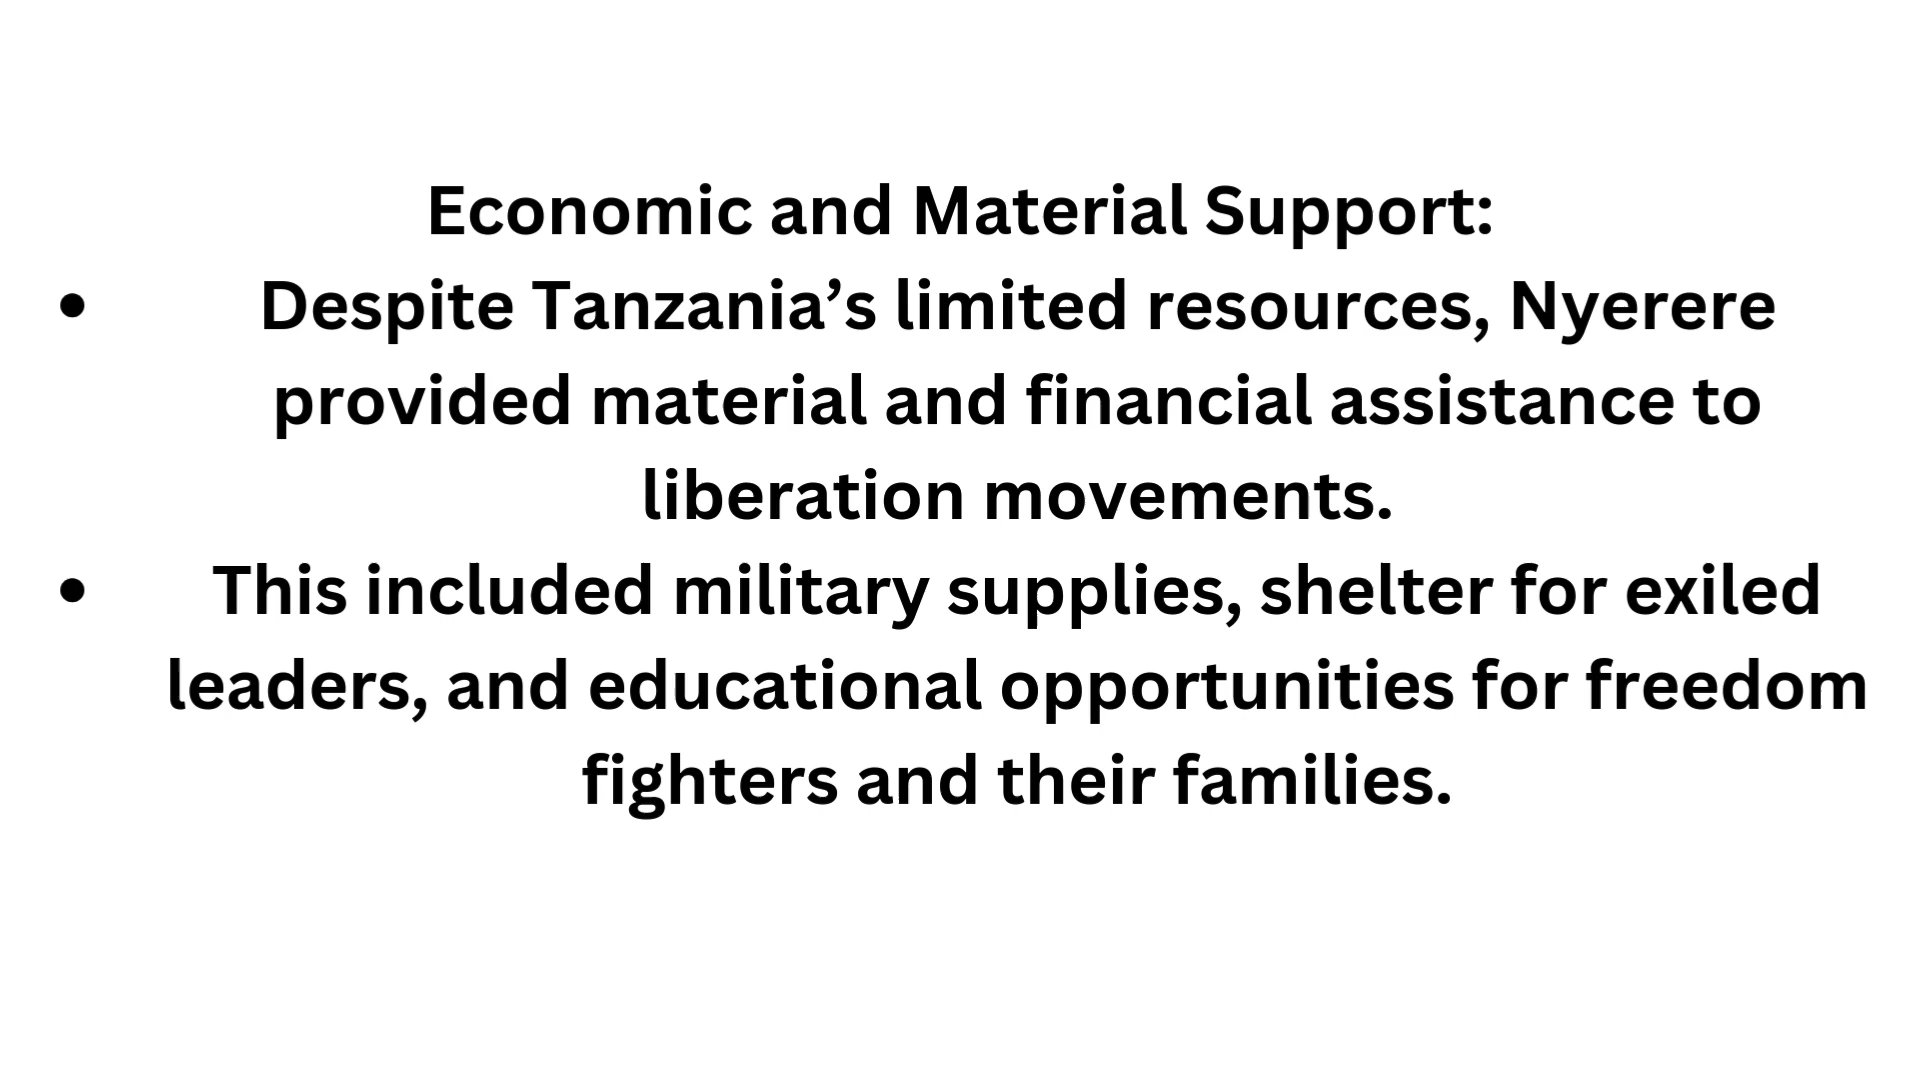 Economic and Material Support:
• Despite Tanzania’s limited resources, Nyerere
provided material and financial assistance to
liberation movements.
• This included military supplies, shelter for exiled
leaders, and educational opportunities for freedom
fighters and their families.